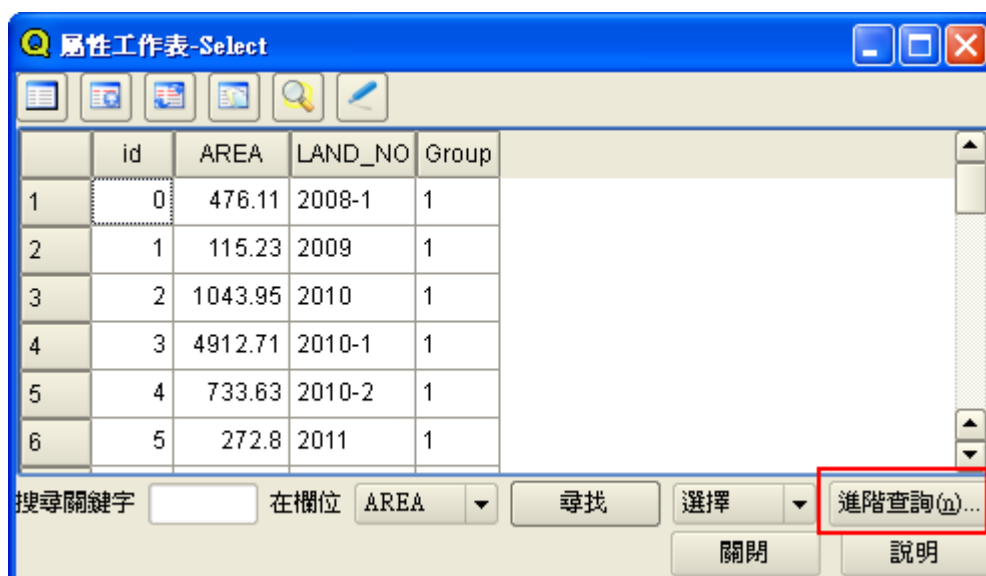 屬性工作表-Select
id AREA LAND_NO Group
1 0 476.11 2008-1 1
2 1 115.23 2009 1
3 2 1043.95 2010 1
4 3 4912.71 2010-1 1
5 4 733.63 2010-2 1
6 5 272.8 2011 1
搜尋關鍵字 在欄位 AREA 尋找 選擇 進階查詢(n)...
關閉 說明